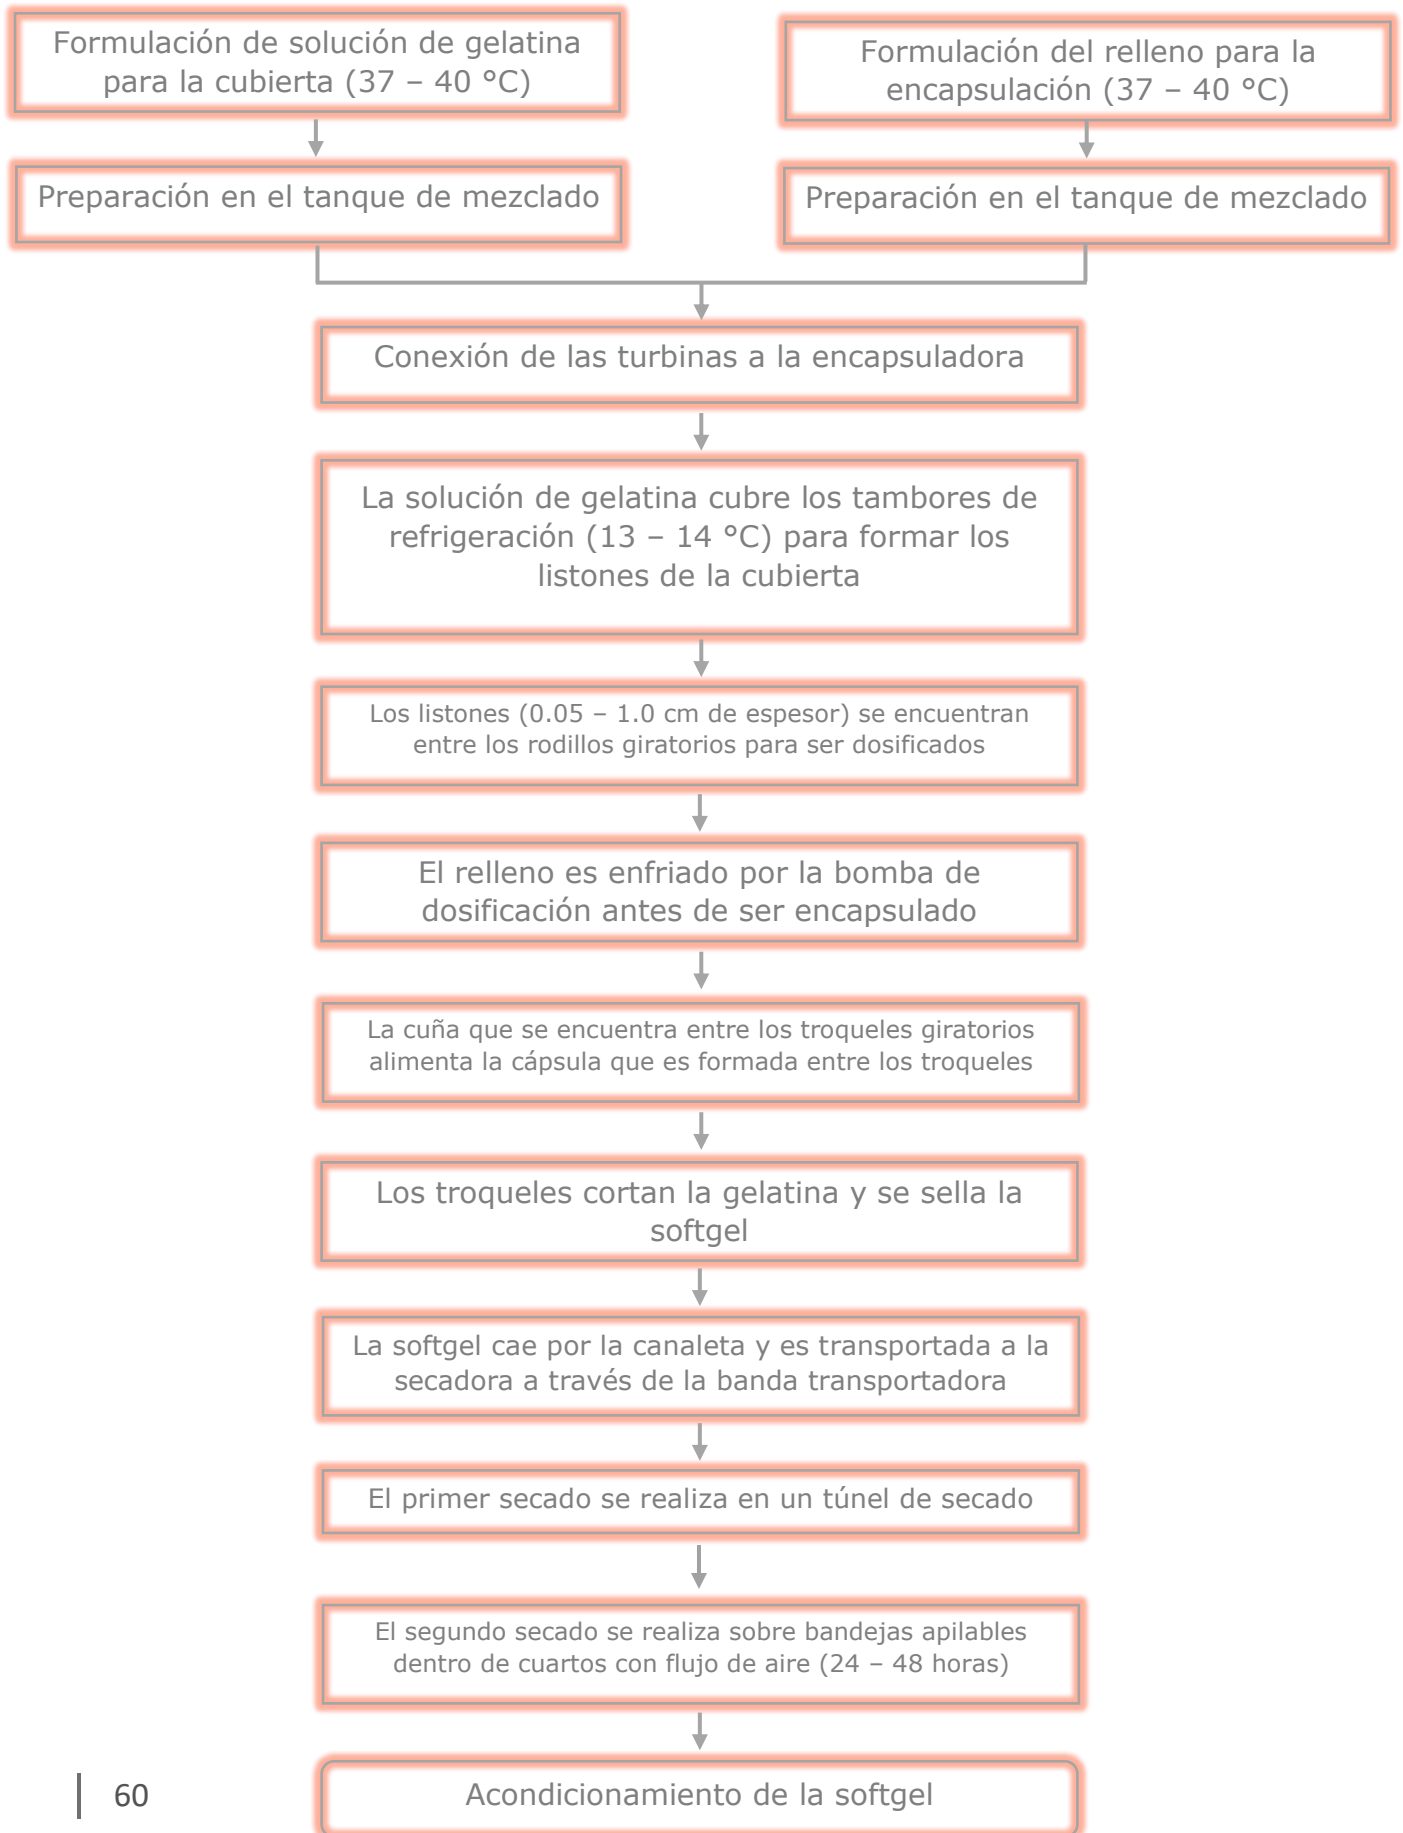 Formulación de solución de gelatina
para la cubierta (37 – 40 °C)
Formulación del relleno para la
encapsulación (37 – 40 °C)
Preparación en el tanque de mezclado
Preparación en el tanque de mezclado
Conexión de las turbinas a la encapsuladora
La solución de gelatina cubre los tambores de
refrigeración (13 – 14 °C) para formar los
listones de la cubierta
Los listones (0.05 – 1.0 cm de espesor) se encuentran
entre los rodillos giratorios para ser dosificados
El relleno es enfriado por la bomba de
dosificación antes de ser encapsulado
La cuña que se encuentra entre los troqueles giratorios
alimenta la cápsula que es formada entre los troqueles
Los troqueles cortan la gelatina y se sella la
softgel
La softgel cae por la canaleta y es transportada a la
secadora a través de la banda transportadora
El primer secado se realiza en un túnel de secado
El segundo secado se realiza sobre bandejas apilables
dentro de cuartos con flujo de aire (24 – 48 horas)
Acondicionamiento de la softgel
60